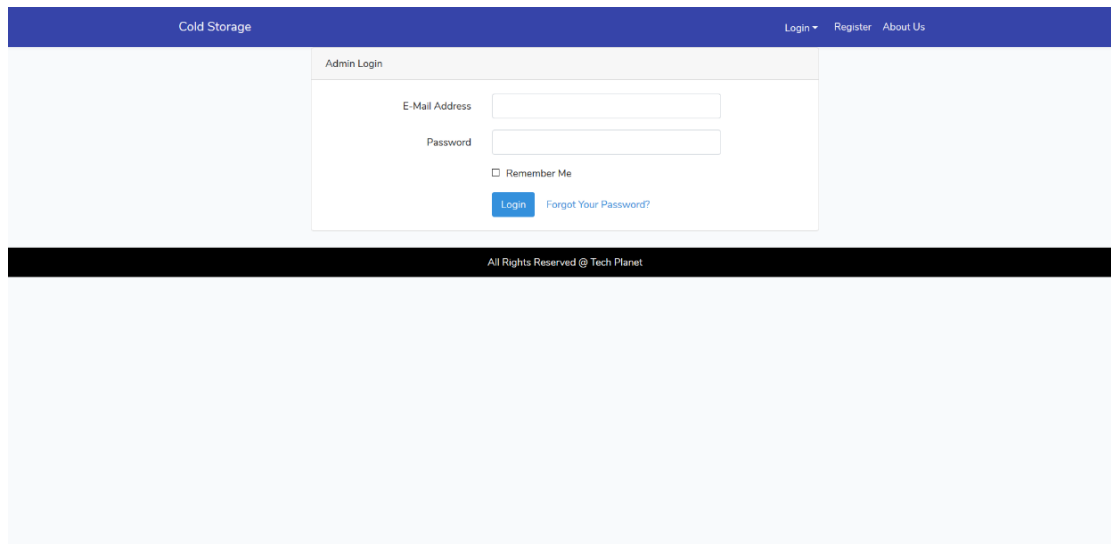 Cold Storage Login Register About Us
Admin Login
E-Mail Address
Password
Remember Me
Login Forgot Your Password?
All Rights Reserved @ Tech Planet